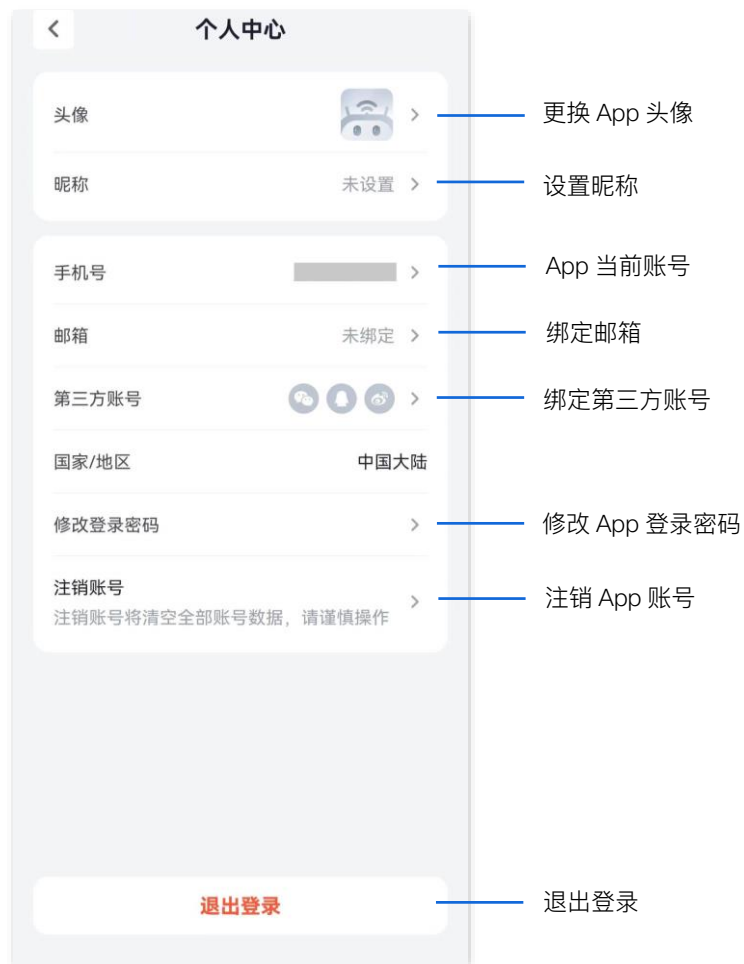 个人中心
头像
更换 App 头像
昵称
未设置
设置昵称
手机号
App 当前账号
邮箱
未绑定
绑定邮箱
第三方账号
绑定第三方账号
国家/地区
中国大陆
修改登录密码
修改 App 登录密码
注销账号
注销账号将清空全部账号数据，请谨慎操作
注销 App 账号
退出登录
退出登录